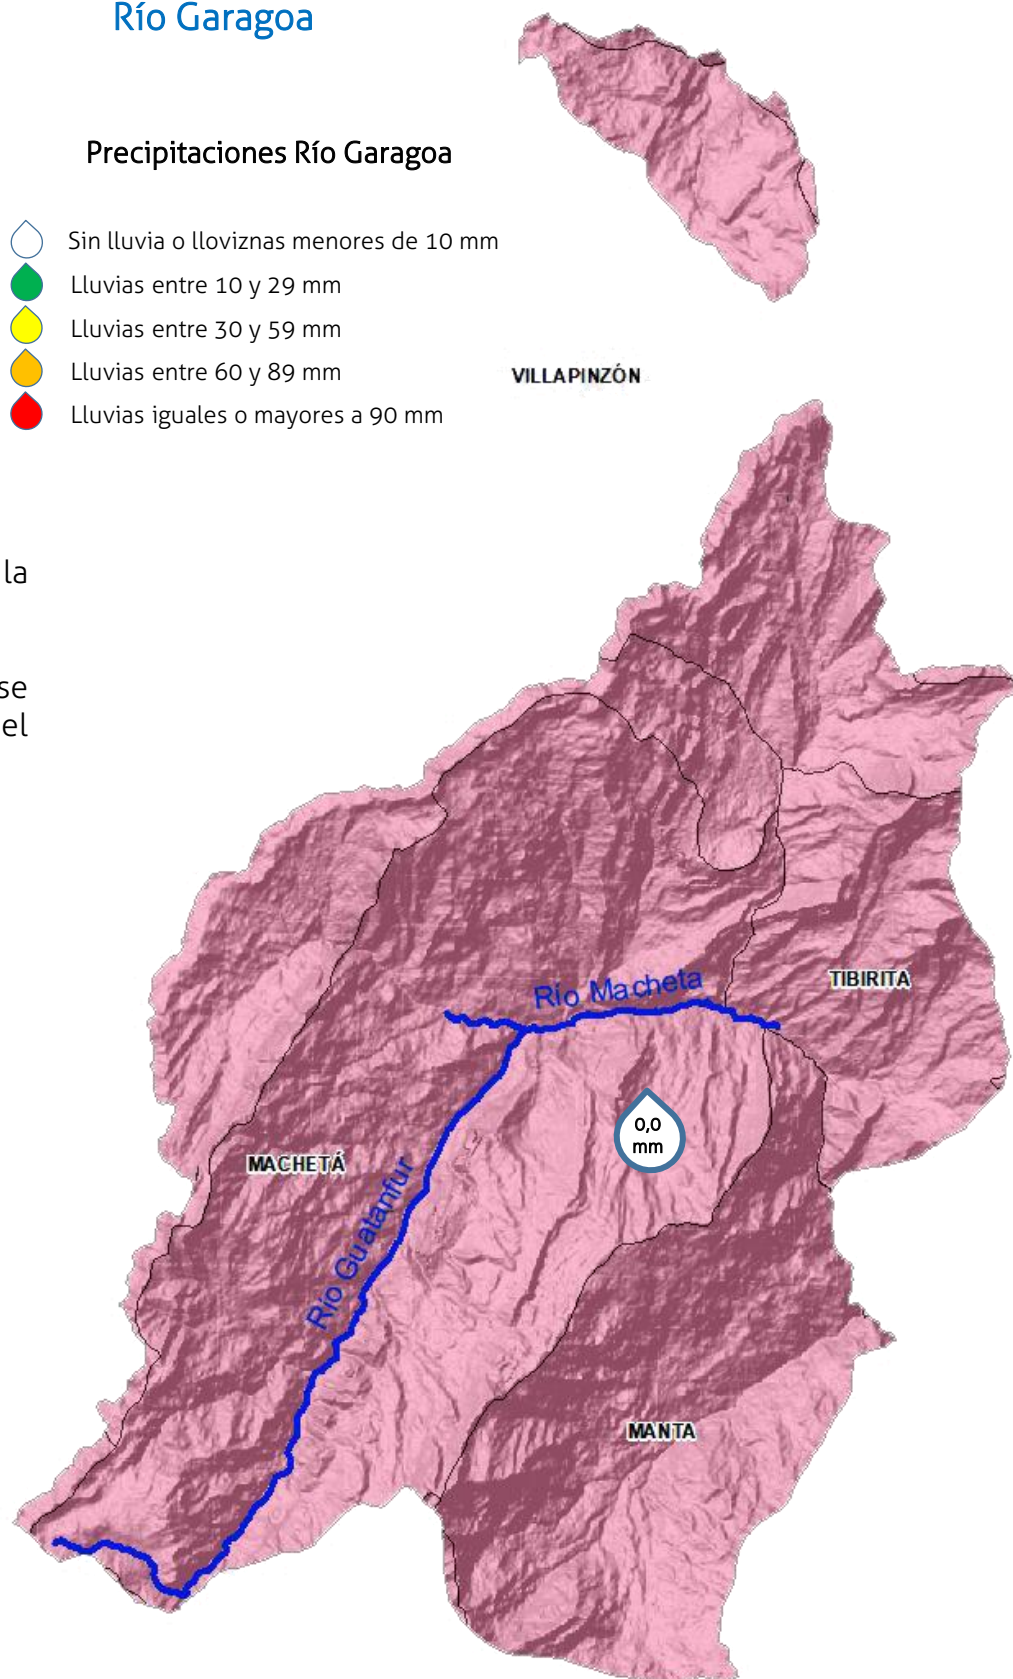 Río Garagoa
Precipitaciones Río Garagoa
Sin lluvia o lloviznas menores de 10 mm
Lluvias entre 10 y 29 mm
Lluvias entre 30 y 59 mm
Lluvias entre 60 y 89 mm
Lluvias iguales o mayores a 90 mm
VILLAPINZÓN
la
se
el
TIBIRITA
Río Macheta
0,0
mm
MACHETÁ
Río Guatanfur
MANTA